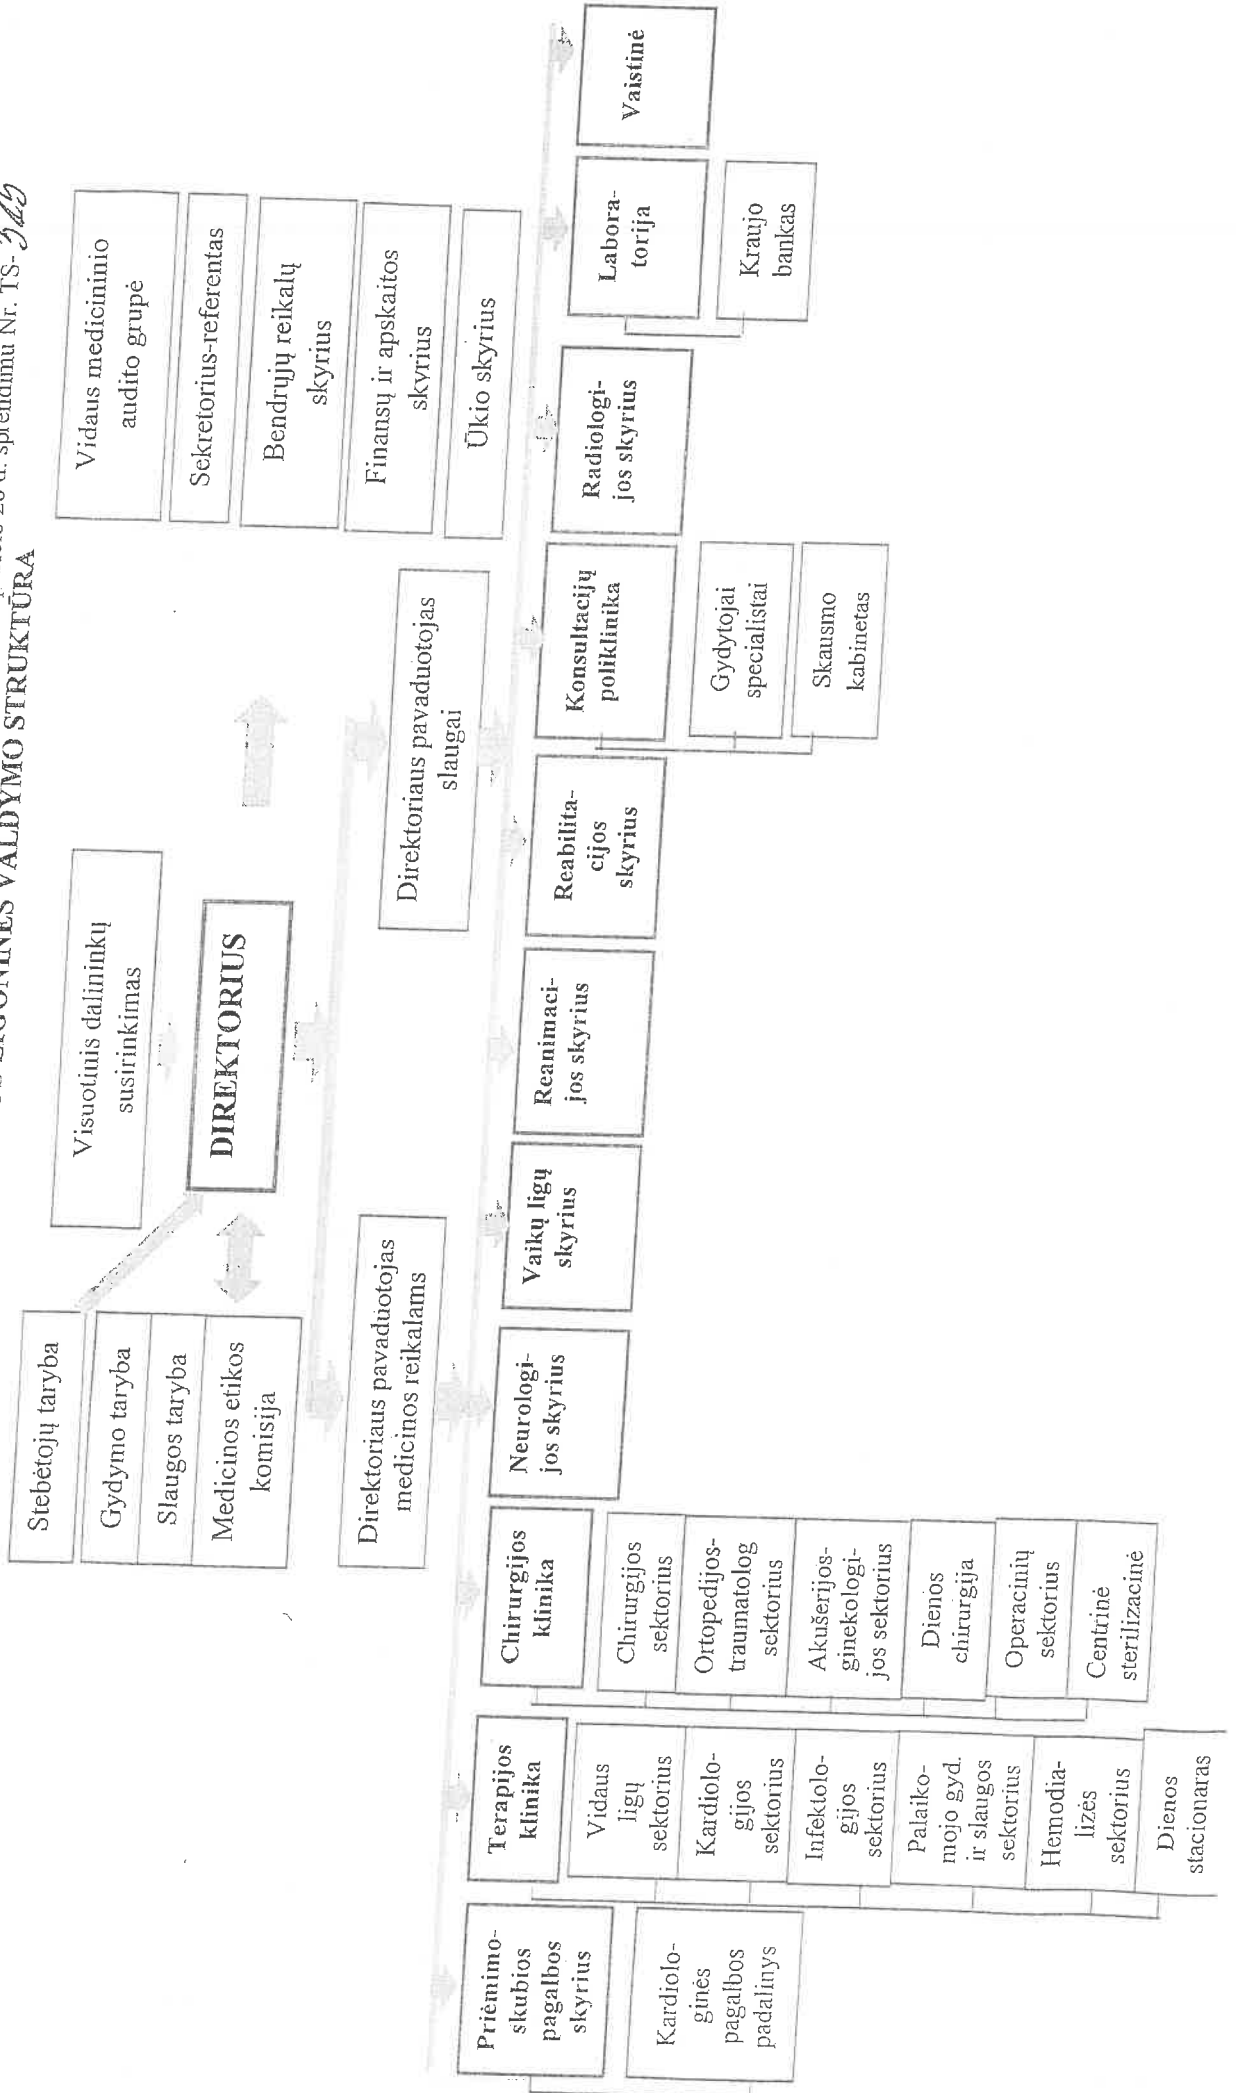 sprendimu Nr. TS-
LIGONINĖS VALDYMO STRUKTŪRA
Stebėtojų taryba
Gydymo taryba
Slaugos taryba
Medicinos etikos
komisija
Visuotinis dalininkų
susirinkimas
DIREKTORIUS
Vidaus medicininio
audito grupė
Sekretorius-referentas
Bendrųjų reikalų
skyrius
Finansų ir apskaitos
skyrius
Ūkio skyrius
Direktoriaus pavaduotojas
medicinos reikalams
Direktoriaus pavaduotojas
slaugai
Priėmimo-
skubios
pagalbos
skyrius
Kardiolo-
ginės
pagalbos
padalinys
Terapijos
klinika
Vidaus
ligų
sektorius
Kardiolo-
gijos
sektorius
Infektolo-
gijos
sektorius
Palaiko-
mojo gyd.
ir slaugos
sektorius
Hemodia-
lizės
sektorius
Dienos
stacionaras
Chirurgijos
klinika
Chirurgijos
sektorius
Ortopedijos-
traumatolog
sektorius
Akušerijos-
ginekologi-
jos sektorius
Dienos
chirurgija
Operacinių
sektorius
Centrinė
sterilizacinė
Neurologi-
jos skyrius
Vaikų ligų
skyrius
Reanimaci-
jos skyrius
Reabilita-
cijos
skyrius
Konsultacijų
poliklinika
Gydytojai
specialistai
Skausmo
kabinetas
Radiologi-
jos skyrius
Labora-
torija
Kraujo
bankas
Vaistinė